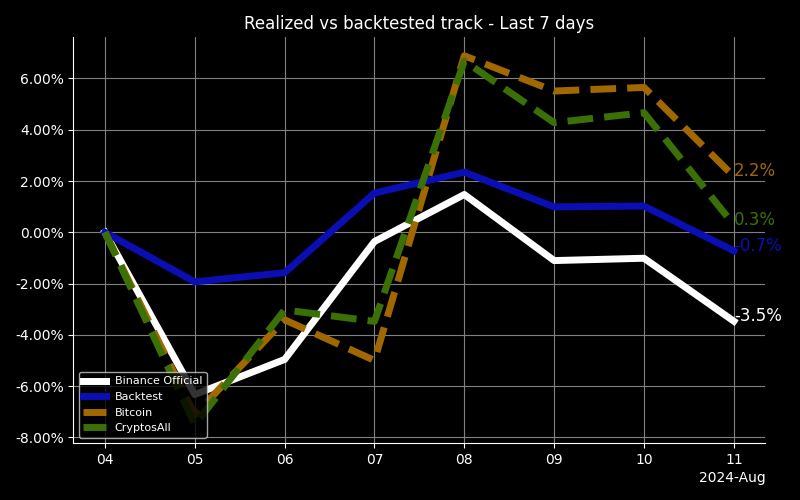 Realized vs backtested track - Last 7 days
6.00%
4.00%
2.00%
0.00%
-2.00%
-4.00%
-6.00%
-8.00%
2.2%
0.3%
-0.7%
-3.5%
Binance Official
Backtest
Bitcoin
CryptosAll
04 05 06 07 08 09 10 11
2024-Aug